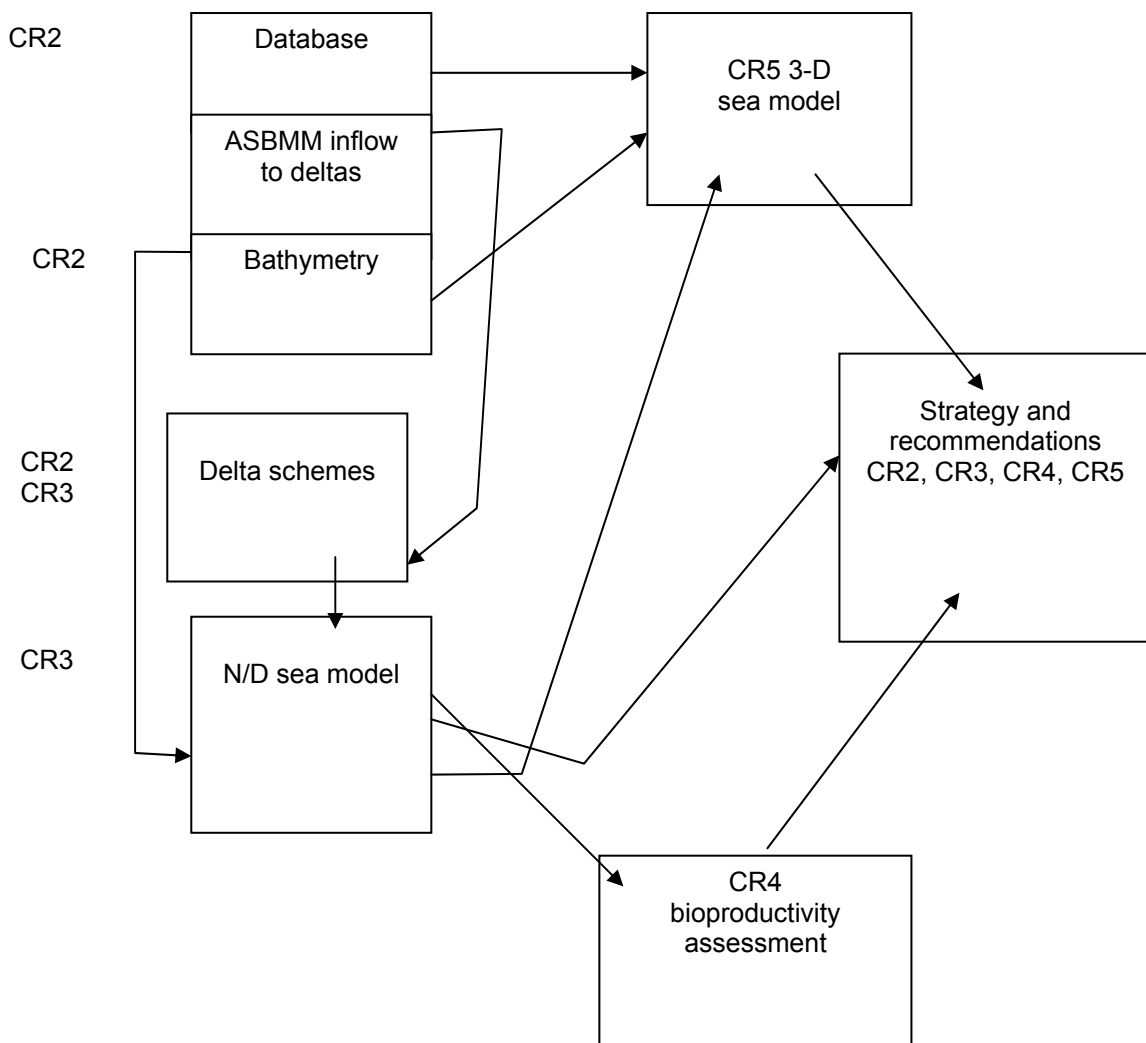 CR2
Database
CR5 3-D
sea model
ASBMM inflow
to deltas
CR2
Bathymetry
Strategy and
recommendations
CR2, CR3, CR4, CR5
CR2
CR3
Delta schemes
CR3
N/D sea model
CR4
bioproductivity
assessment